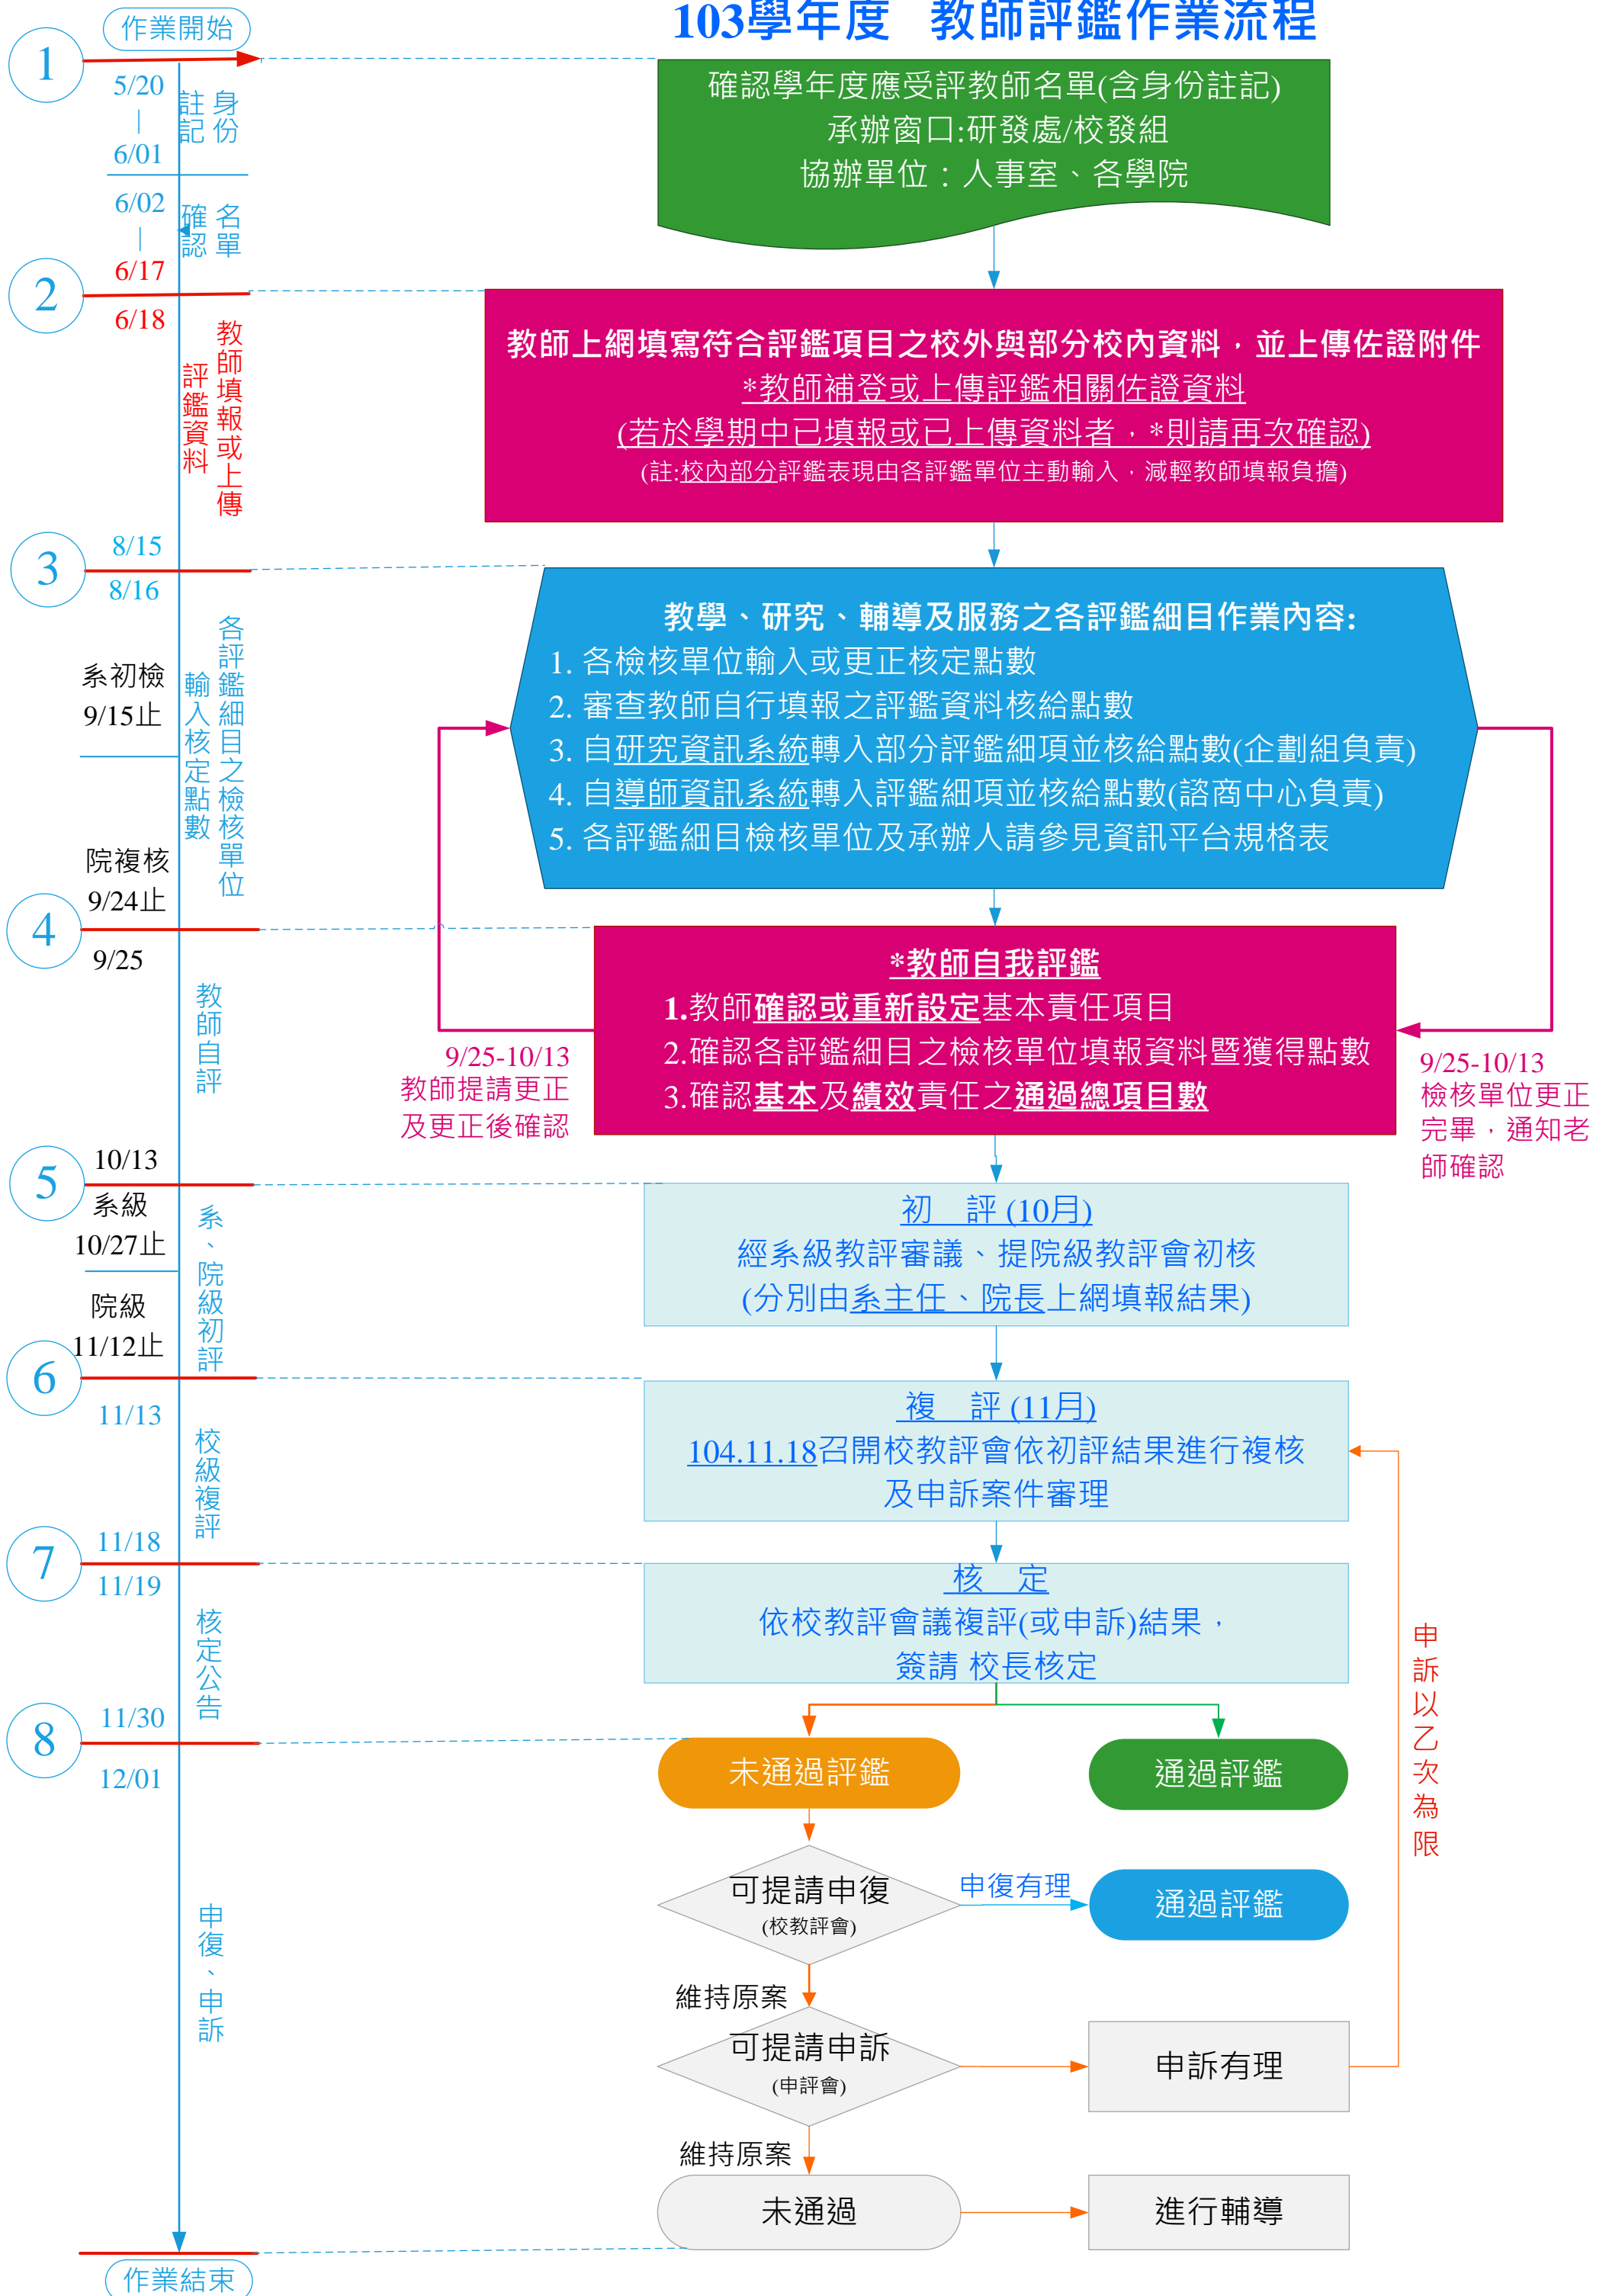 103學年度 教師評鑑作業流程
作業開始
1
5/20
|
6/01
身份
註記
6/02
|
6/17
名單
確認
確認學年度應受評教師名單(含身份註記)
承辦窗口:研發處/校發組
協辦單位：人事室、各學院
2
6/18
教師填報或上傳
評鑑資料
8/15
教師上網填寫符合評鑑項目之校外與部分校內資料，並上傳佐證附件
*教師補登或上傳評鑑相關佐證資料
(若於學期中已填報或已上傳資料者，*則請再次確認)
(註:校內部分評鑑表現由各評鑑單位主動輸入，減輕教師填報負擔)
3
8/16
系初檢
9/15止
院複核
9/24止
各評鑑細目之檢核單位
輸入核定點數
教學、研究、輔導及服務之各評鑑細目作業內容:
1. 各檢核單位輸入或更正核定點數
2. 審查教師自行填報之評鑑資料核給點數
3. 自研究資訊系統轉入部分評鑑細項並核給點數(企劃組負責)
4. 自導師資訊系統轉入評鑑細項並核給點數(諮商中心負責)
5. 各評鑑細目檢核單位及承辦人請參見資訊平台規格表
4
9/25
教師自評
10/13
*教師自我評鑑
1.教師確認或重新設定基本責任項目
2.確認各評鑑細目之檢核單位填報資料暨獲得點數
3.確認基本及績效責任之通過總項目數
9/25-10/13
教師提請更正
及更正後確認
9/25-10/13
檢核單位更正
完畢，通知老
師確認
5
系級
10/27止
院級
11/12止
系、院級初評
初 評 (10月)
經系級教評審議、提院級教評會初核
(分別由系主任、院長上網填報結果)
6
11/13
校級複評
11/18
複 評 (11月)
104.11.18召開校教評會依初評結果進行複核
及申訴案件審理
7
11/19
核定公告
11/30
核 定
依校教評會議複評(或申訴)結果，
簽請 校長核定
8
12/01
申復、申訴
未通過評鑑
通過評鑑
可提請申復
(校教評會)
申復有理
通過評鑑
維持原案
可提請申訴
(申評會)
申訴有理
申訴以乙次為限
維持原案
未通過
進行輔導
作業結束